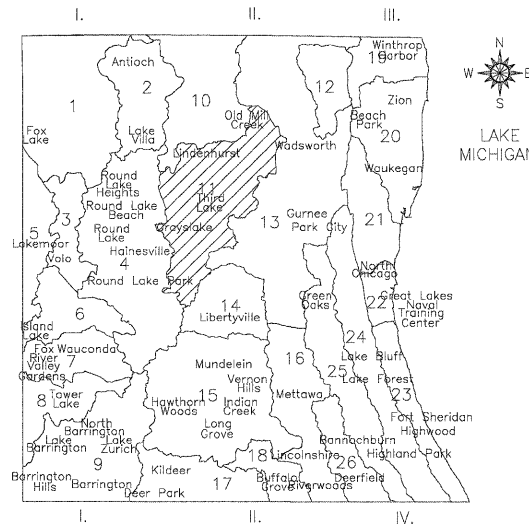 I.
II.
III.
Winthrop
Harbor
19
N
W
E
S
Antioch
2
12
1
10
Zion
Old Mill
Creek
Beach
Park
20
LAKE
MICHIGAN
Fox
Lake
Lake
Villa
Lindenhurst
Wadsworth
Waukegan
Round
Lake
Heights
11
Third
Lake
Round Lake
Beach
3
13
Gurnee
Park City
21
5
Lakemoor
Round
Lake
Grayslake
Hainesville
Volo
4
North
Chicago
Round Lake Park
14
Libertyville
Green
Oaks
22
Great Lakes
Naval
Training
Center
6
Island
Lake
24
Fox
River
Valley
Gardens
Wauconda
7
Mundelein
16
Lake Bluff
Vernon
Hills
25
Lake Forest
8
Tower
Lake
Hawthorn
Woods
15
Indian
Creek
Mettawa
23
North
Barrington
Long
Grove
Fort Sheridan
Highwood
Lake
Barrington
Lake
Zurich
Bannochburn
9
18
Lincolnshire
Highland Park
Kildeer
26
Barrington
Hills
Barrington
Buffalo
Grove
Riverwoods
Deerfield
Deer Park
17
I.
II.
IV.